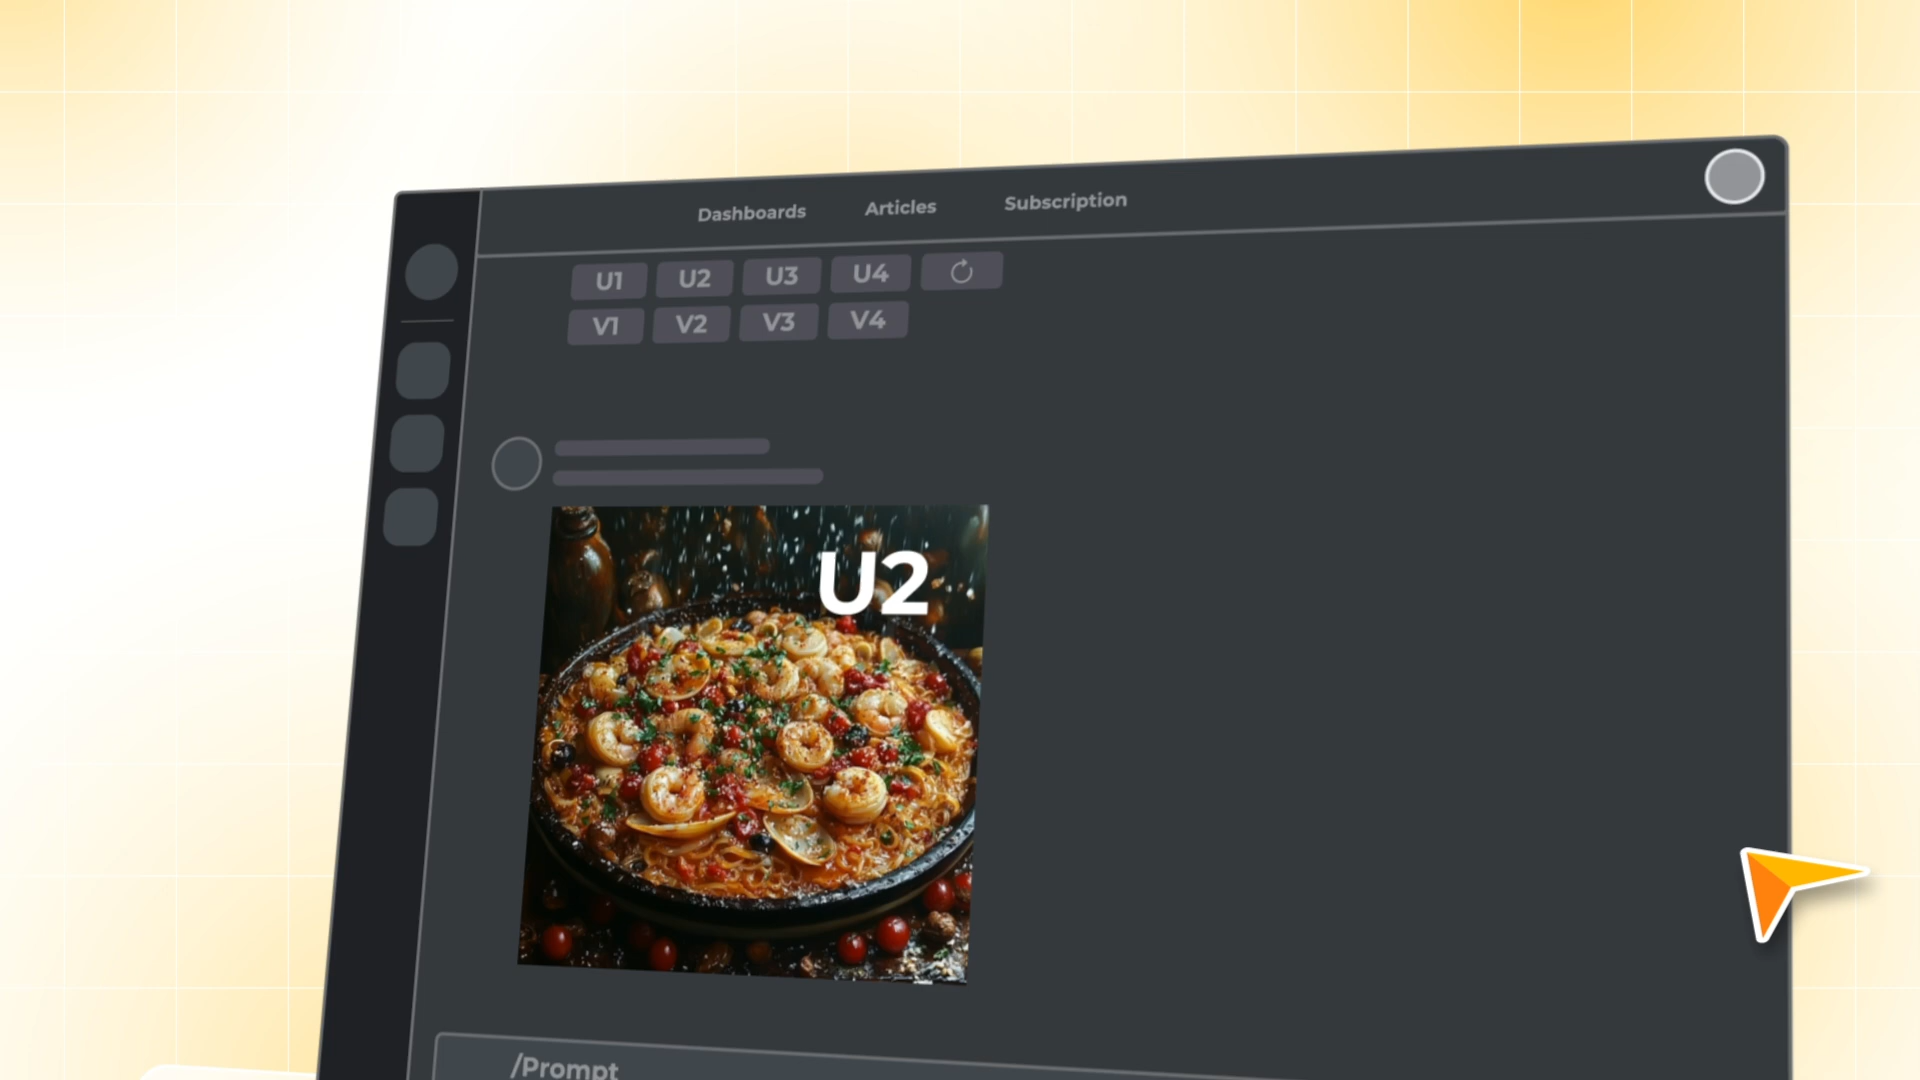 Dashboards Articles Subscription
U1 U2 U3 U4
V1 V2 V3 V4
U2
/Prompt